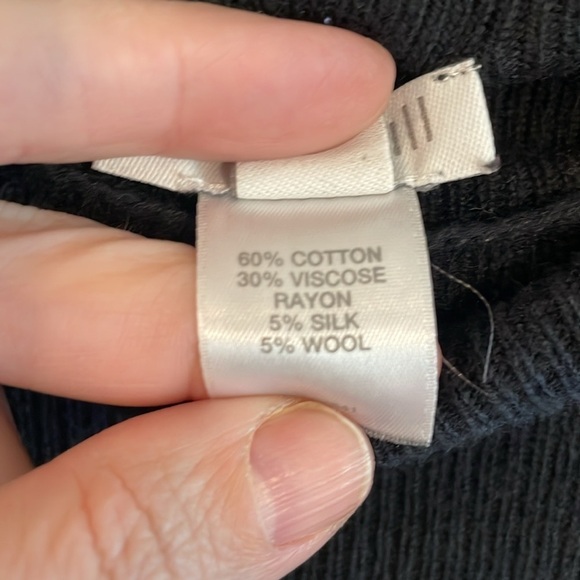 60% COTTON
30% VISCOSE
RAYON
5% SILK
5% WOOL